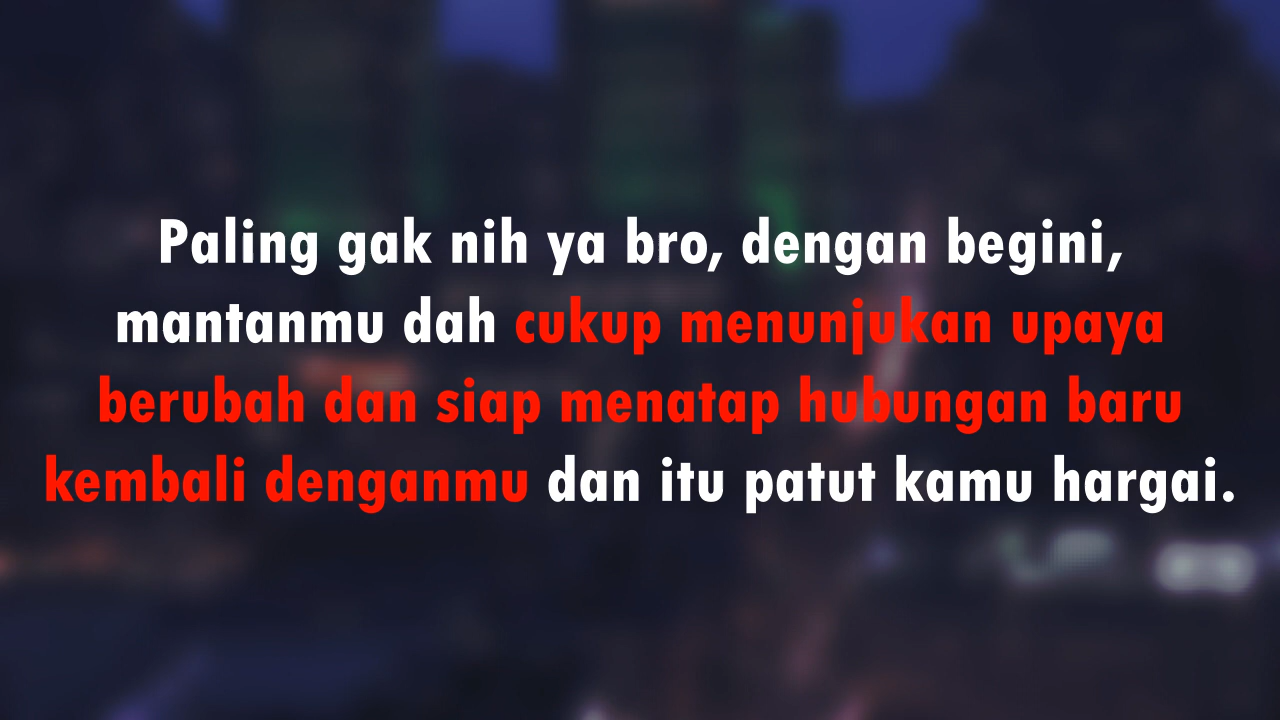 Paling gak nih ya bro, dengan begini,
mantanmu dah cukup menunjukan upaya
berubah dan siap menatap hubungan baru
kembali denganmu dan itu patut kamu hargai.